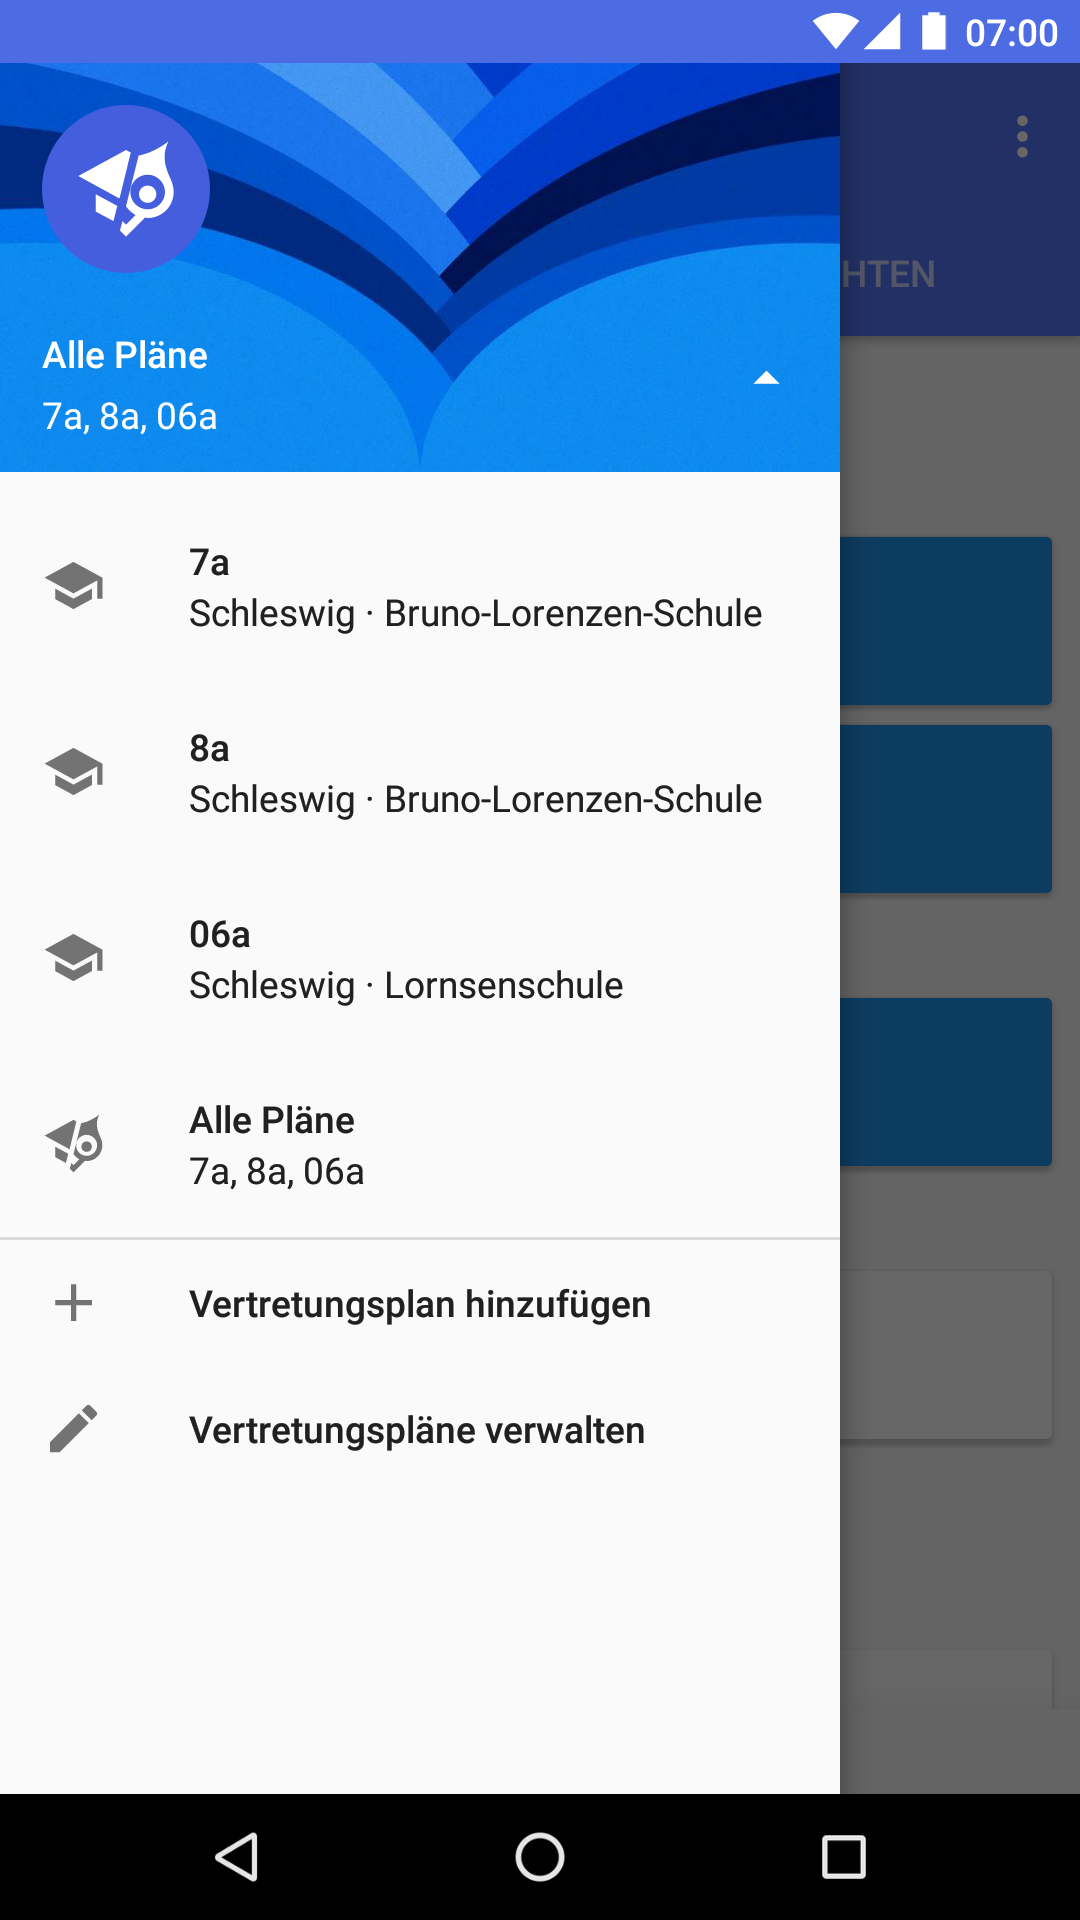 07:00
HTEN
Alle Pläne
7a, 8a, 06a
7a
Schleswig · Bruno-Lorenzen-Schule
8a
Schleswig · Bruno-Lorenzen-Schule
06a
Schleswig · Lornsenschule
Alle Pläne
7a, 8a, 06a
Vertretungsplan hinzufügen
Vertretungspläne verwalten